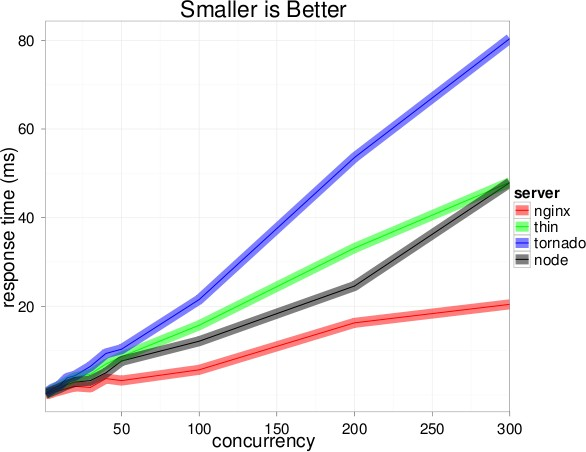 Smaller is Better
response time (ms)
80
60
40
20
50 100 150 200 250 300
concurrency
server
nginx
thin
tornado
node